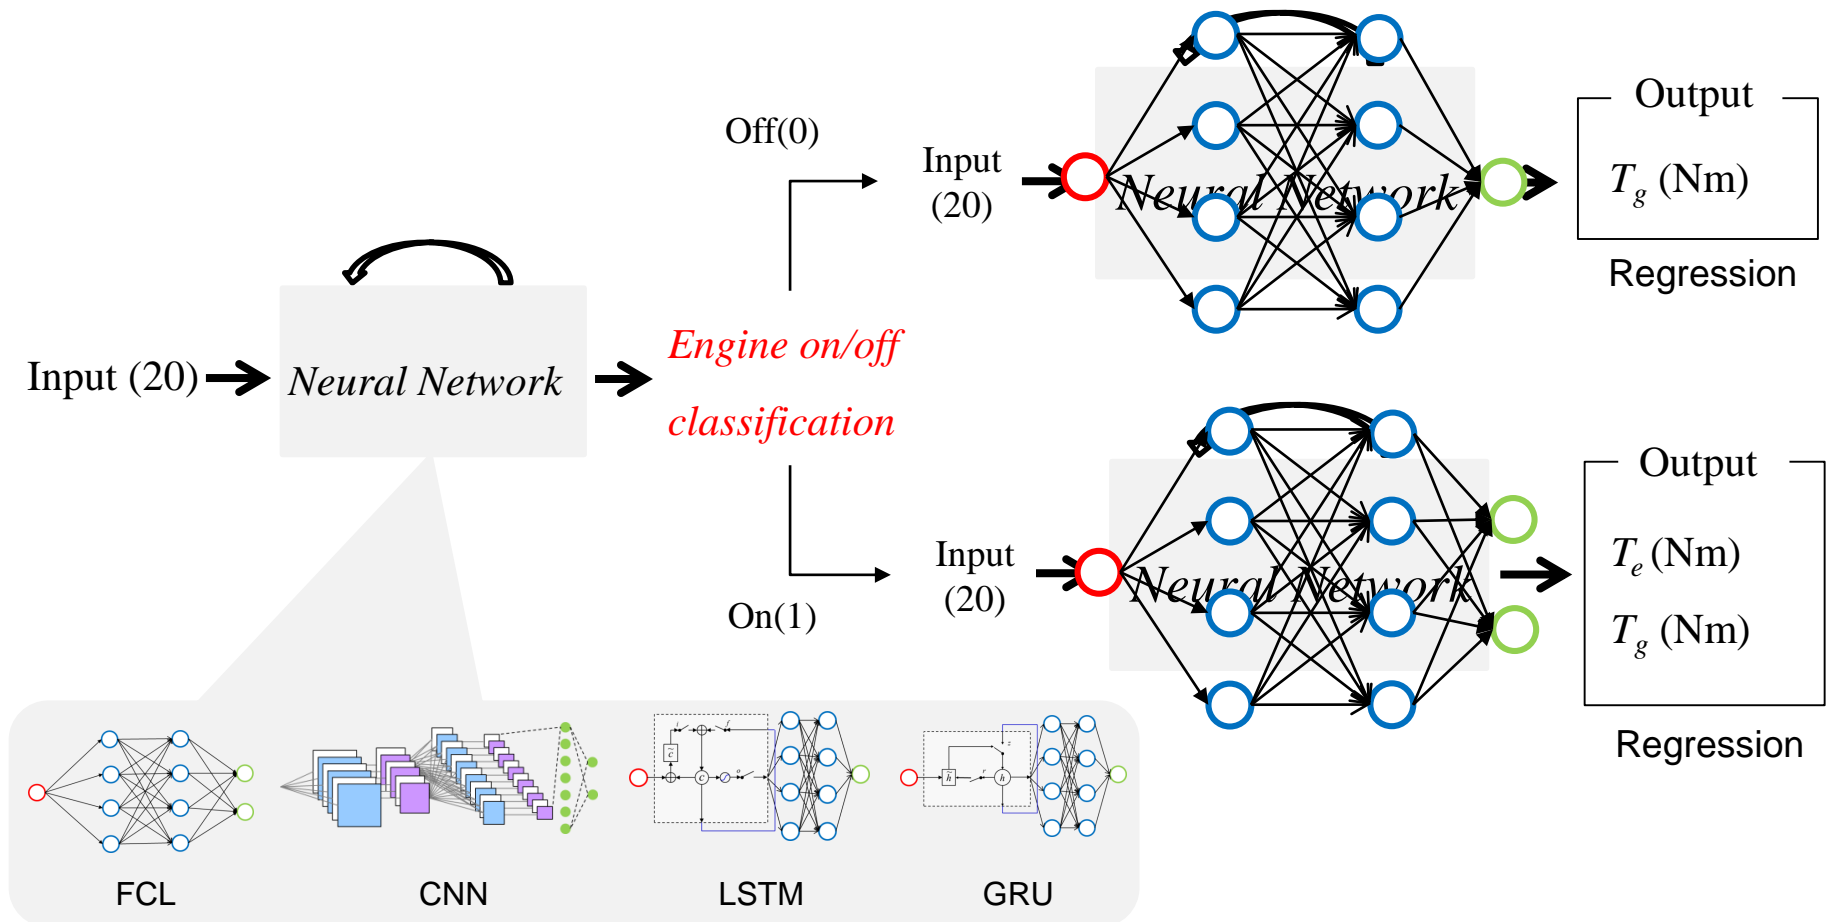 Input (20)
Neural Network
Engine on/off
classification
Off(0)
Input
(20)
Neural Network
Output
T_g (Nm)
Regression
On(1)
Input
(20)
Neural Network
Output
T_e (Nm)
T_g (Nm)
Regression
FCL
CNN
LSTM
GRU